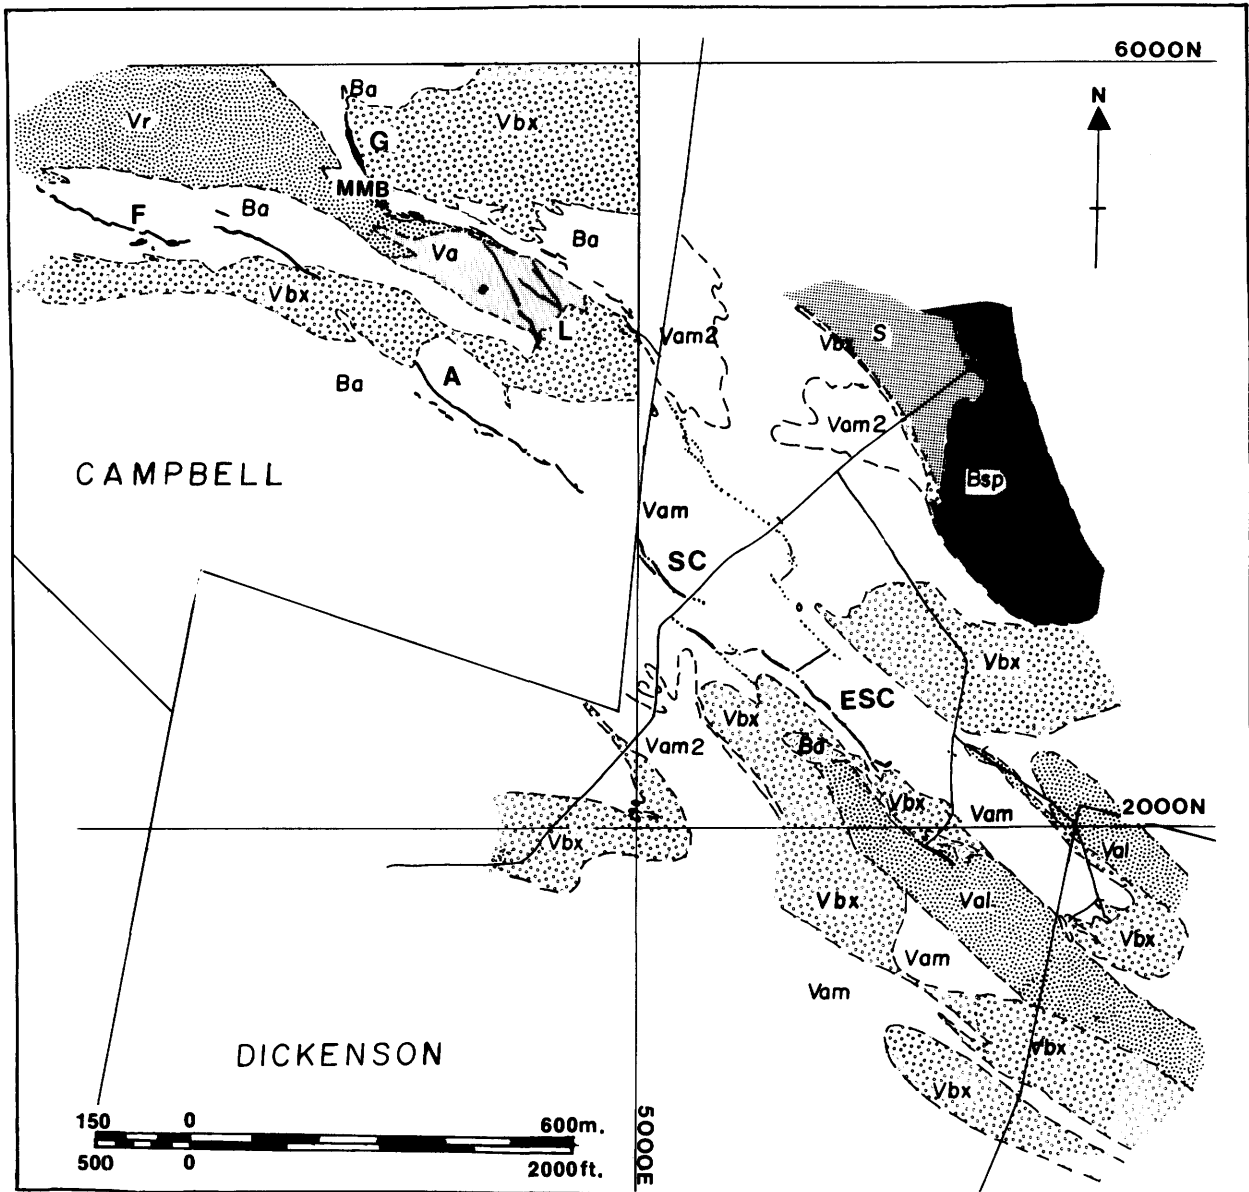 6000N
Ba
N
Vr
Vbx
G
MMB
F
Ba
Ba
Va
Vbx
L
Vam2
Vbx
S
A
Ba
Vam2
CAMPBELL
Bsp
Vam
SC
Vbx
ESC
Vbx
Vam2
Ba
Vbx
Vam
2000N
Vbx
Val
Vbx
Val
Vbx
Vam
Vam
Vbx
DICKENSON
Vbx
150 0 600m.
500 0 2000ft.
5000E